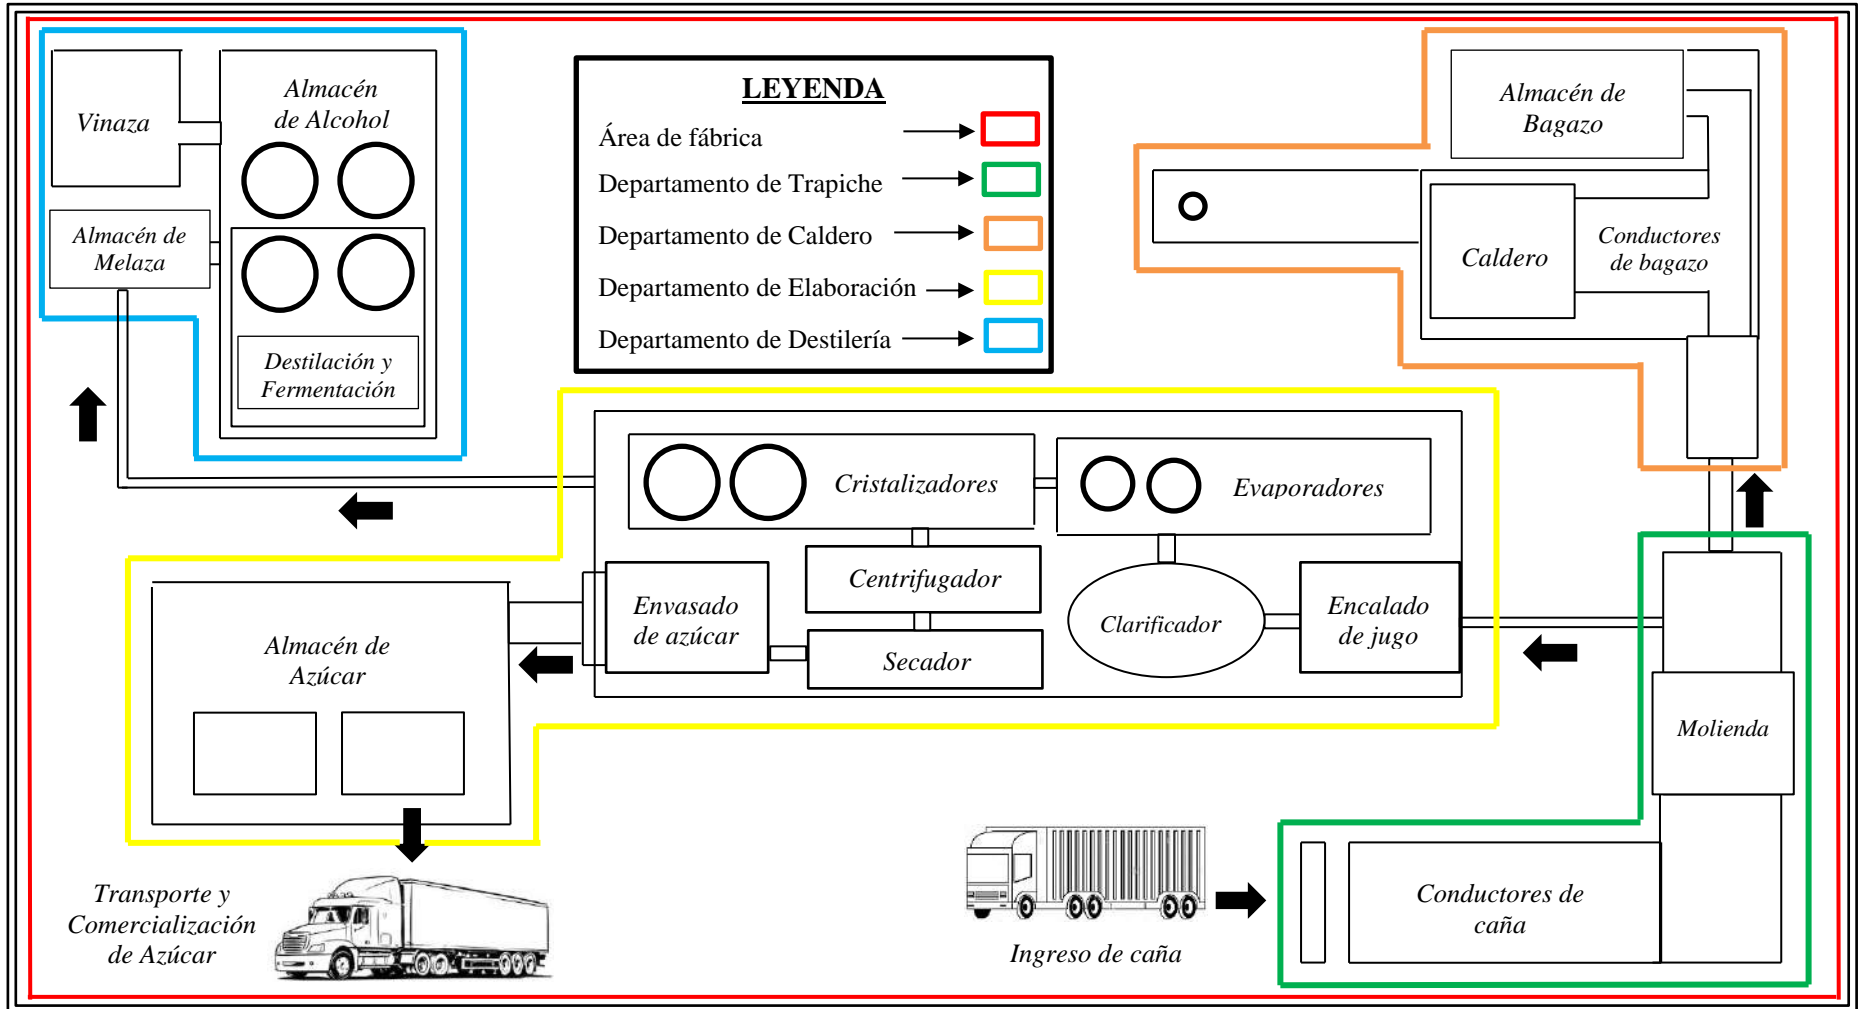 Vinaza
Almacén
de Alcohol
Almacén de
Melaza
Destilación y
Fermentación
LEYENDA
Área de fábrica
Departamento de Trapiche
Departamento de Caldero
Departamento de Elaboración
Departamento de Destilería
Almacén de
Bagazo
Caldero
Conductores
de bagazo
Cristalizadores
Evaporadores
Centrifugador
Secador
Envasado
de azúcar
Clarificador
Encalado
de jugo
Almacén de
Azúcar
Molienda
Transporte y
Comercialización
de Azúcar
Ingreso de caña
Conductores de
caña